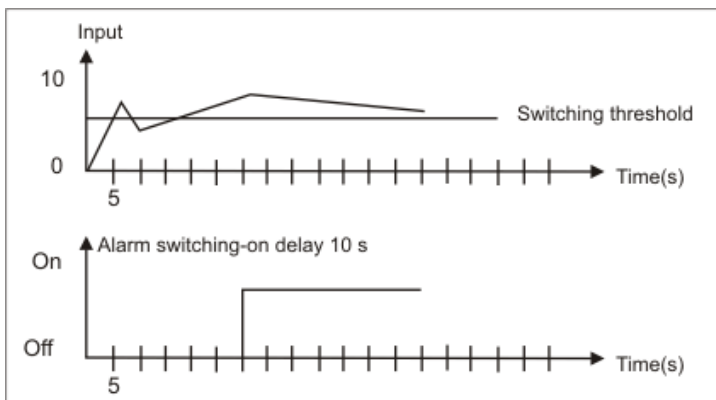 Input
10
Switching threshold
0
Time(s)
5
Alarm switching-on delay 10 s
On
Off
Time(s)
5